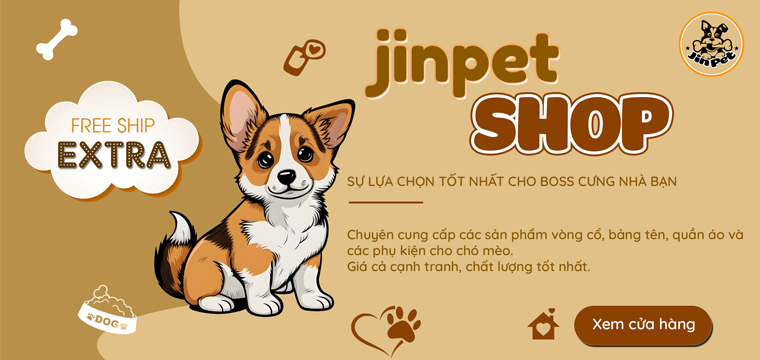 jinpet
SHOP
Jin Pet
FREE SHIP
EXTRA
SỰ LỰA CHỌN TỐT NHẤT CHO BOSS CƯNG NHÀ BẠN
Chuyên cung cấp các sản phẩm vòng cổ, bảng tên, quần áo và
các phụ kiện cho chó mèo.
Giá cả cạnh tranh, chất lượng tốt nhất.
DOG
Xem cửa hàng